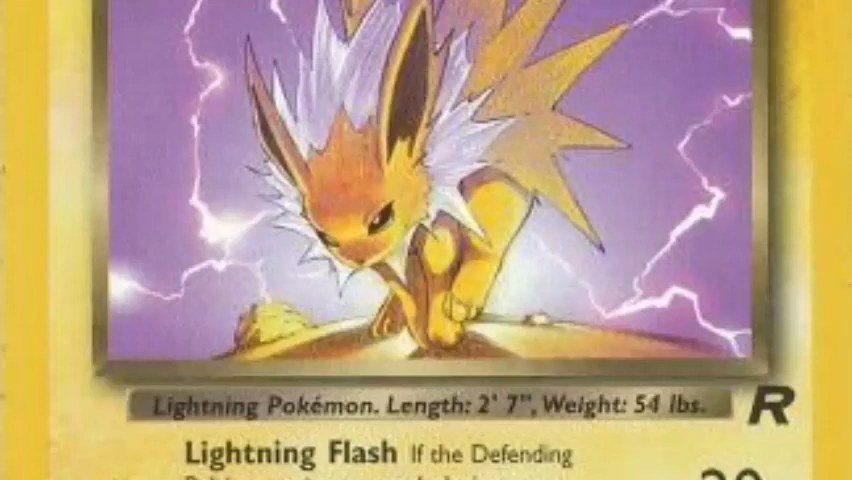 Lightning Pokémon. Length: 2' 7", Weight: 54 lbs.
R
Lightning Flash If the Defending